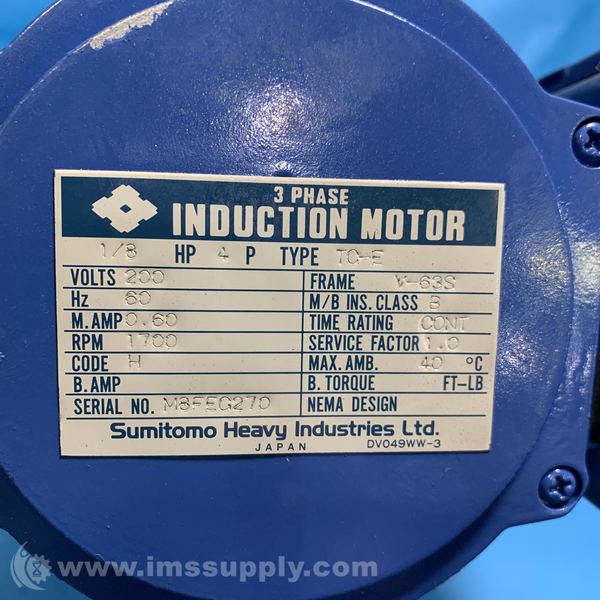 3 PHASE
INDUCTION MOTOR
1/8 HP 4 P TYPE TC-E
VOLTS 200 FRAME V-63S
Hz 60 M/B INS. CLASS B
M. AMP 0.60 TIME RATING CONT
RPM 1700 SERVICE FACTOR 1.0
CODE H MAX. AMB. 40 °C
B. AMP B. TORQUE FT-LB
SERIAL NO. M8FEG270 NEMA DESIGN
Sumitomo Heavy Industries Ltd.
JAPAN DV049WW-3
www.imssupply.com